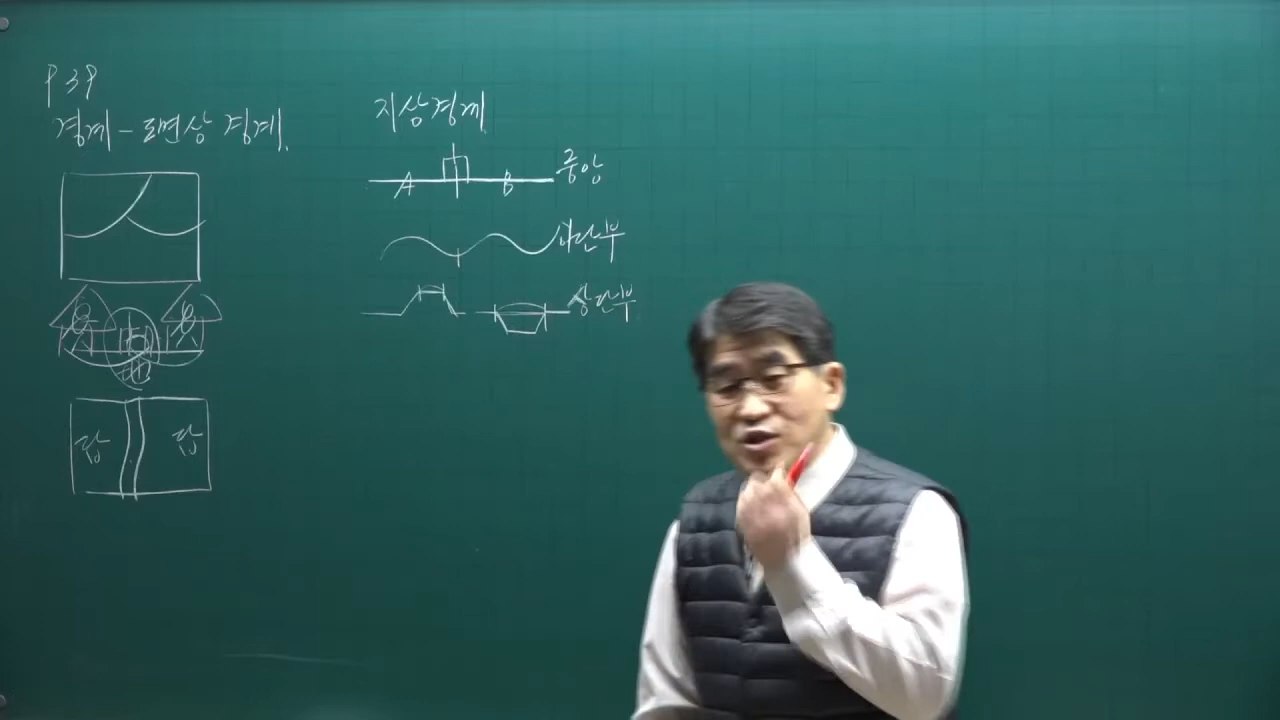 P 39
경계 - 도면상 경계.
답 답
지상경계.
A B 중앙
하단부
상단부